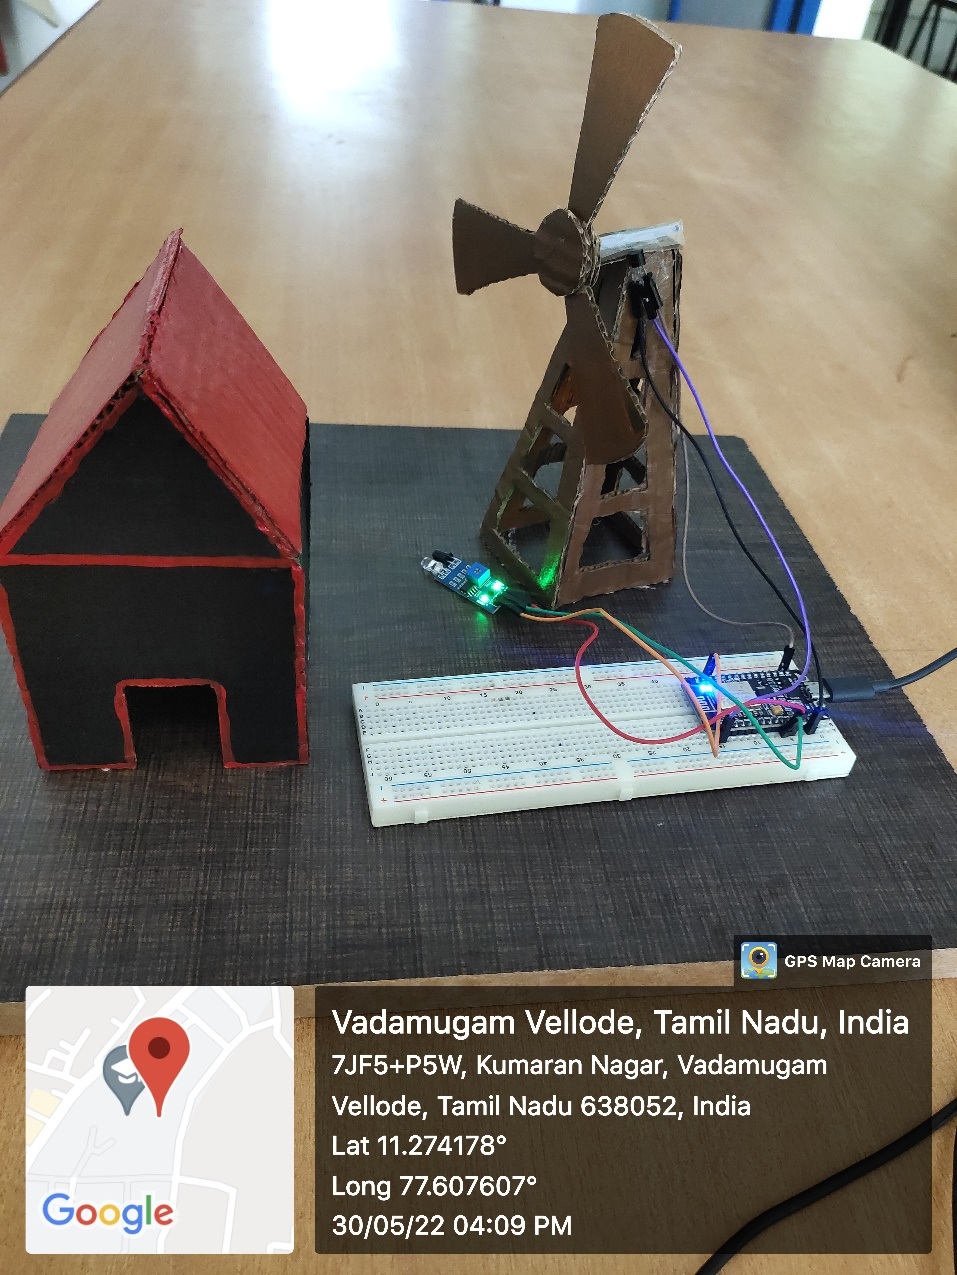 GPS Map Camera
Vadamugam Vellode, Tamil Nadu, India
7JF5+P5W, Kumaran Nagar, Vadamugam
Vellode, Tamil Nadu 638052, India
Lat 11.274178°
Long 77.607607°
30/05/22 04:09 PM
Google